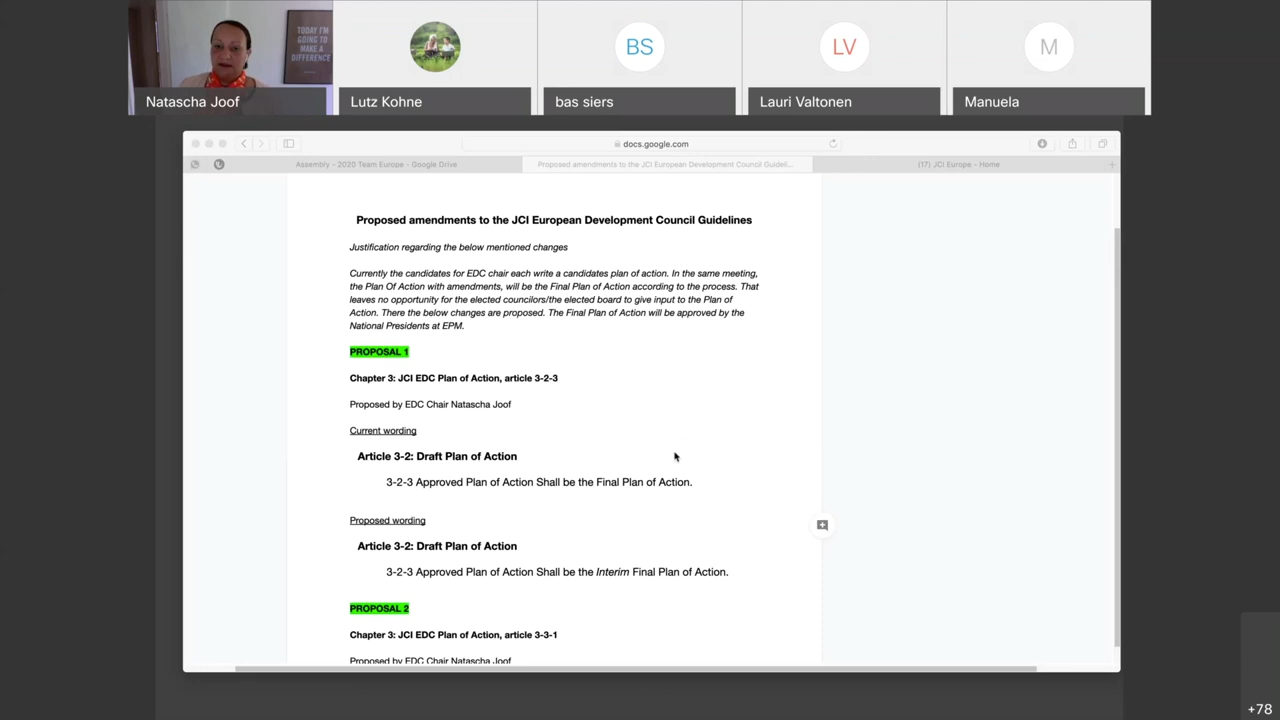 TODAY I'M
GOING TO
MAKE A
DIFFERENCE
BS
LV
M
Natascha Joof
Lutz Kohne
bas siers
Lauri Valtonen
Manuela
docs.google.com
Assembly - 2020 Team Europe - Google Drive
Proposed amendments to the JCI European Development Council Guideli...
(17) JCI Europe - Home
Proposed amendments to the JCI European Development Council Guidelines
Justification regarding the below mentioned changes
Currently the candidates for EDC chair each write a candidates plan of action. In the same meeting,
the Plan Of Action with amendments, will be the Final Plan of Action according to the process. That
leaves no opportunity for the elected councilors/the elected board to give input to the Plan of
Action. There the below changes are proposed. The Final Plan of Action will be approved by the
National Presidents at EPM.
PROPOSAL 1
Chapter 3: JCI EDC Plan of Action, article 3-2-3
Proposed by EDC Chair Natascha Joof
Current wording
Article 3-2: Draft Plan of Action
3-2-3 Approved Plan of Action Shall be the Final Plan of Action.
Proposed wording
Article 3-2: Draft Plan of Action
3-2-3 Approved Plan of Action Shall be the Interim Final Plan of Action.
PROPOSAL 2
Chapter 3: JCI EDC Plan of Action, article 3-3-1
Proposed by EDC Chair Natascha Joof
+78